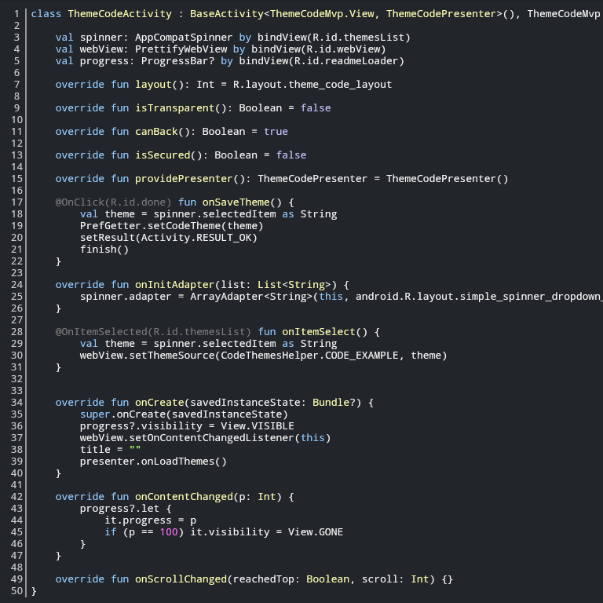 1 class ThemeCodeActivity : BaseActivity<ThemeCodeMvp.View, ThemeCodePresenter>(), ThemeCodeMvp
2
3     val spinner: AppCompatSpinner by bindView(R.id.themesList)
4     val webView: PrettifyWebView by bindView(R.id.webView)
5     val progress: ProgressBar? by bindView(R.id.readmeLoader)
6
7     override fun layout(): Int = R.layout.theme_code_layout
8
9     override fun isTransparent(): Boolean = false
10
11     override fun canBack(): Boolean = true
12
13     override fun isSecured(): Boolean = false
14
15     override fun providePresenter(): ThemeCodePresenter = ThemeCodePresenter()
16
17     @OnClick(R.id.done) fun onSaveTheme() {
18         val theme = spinner.selectedItem as String
19         PrefGetter.setCodeTheme(theme)
20         setResult(Activity.RESULT_OK)
21         finish()
22     }
23
24     override fun onInitAdapter(list: List<String>) {
25         spinner.adapter = ArrayAdapter<String>(this, android.R.layout.simple_spinner_dropdown_
26     }
27
28     @OnItemSelected(R.id.themesList) fun onItemSelect() {
29         val theme = spinner.selectedItem as String
30         webView.setThemeSource(CodeThemesHelper.CODE_EXAMPLE, theme)
31     }
32
33
34     override fun onCreate(savedInstanceState: Bundle?) {
35         super.onCreate(savedInstanceState)
36         progress?.visibility = View.VISIBLE
37         webView.setOnContentChangedListener(this)
38         title = ""
39         presenter.onLoadThemes()
40     }
41
42     override fun onContentChanged(p: Int) {
43         progress?.let {
44             it.progress = p
45             if (p == 100) it.visibility = View.GONE
46         }
47     }
48
49     override fun onScrollChanged(reachedTop: Boolean, scroll: Int) {}
50 }